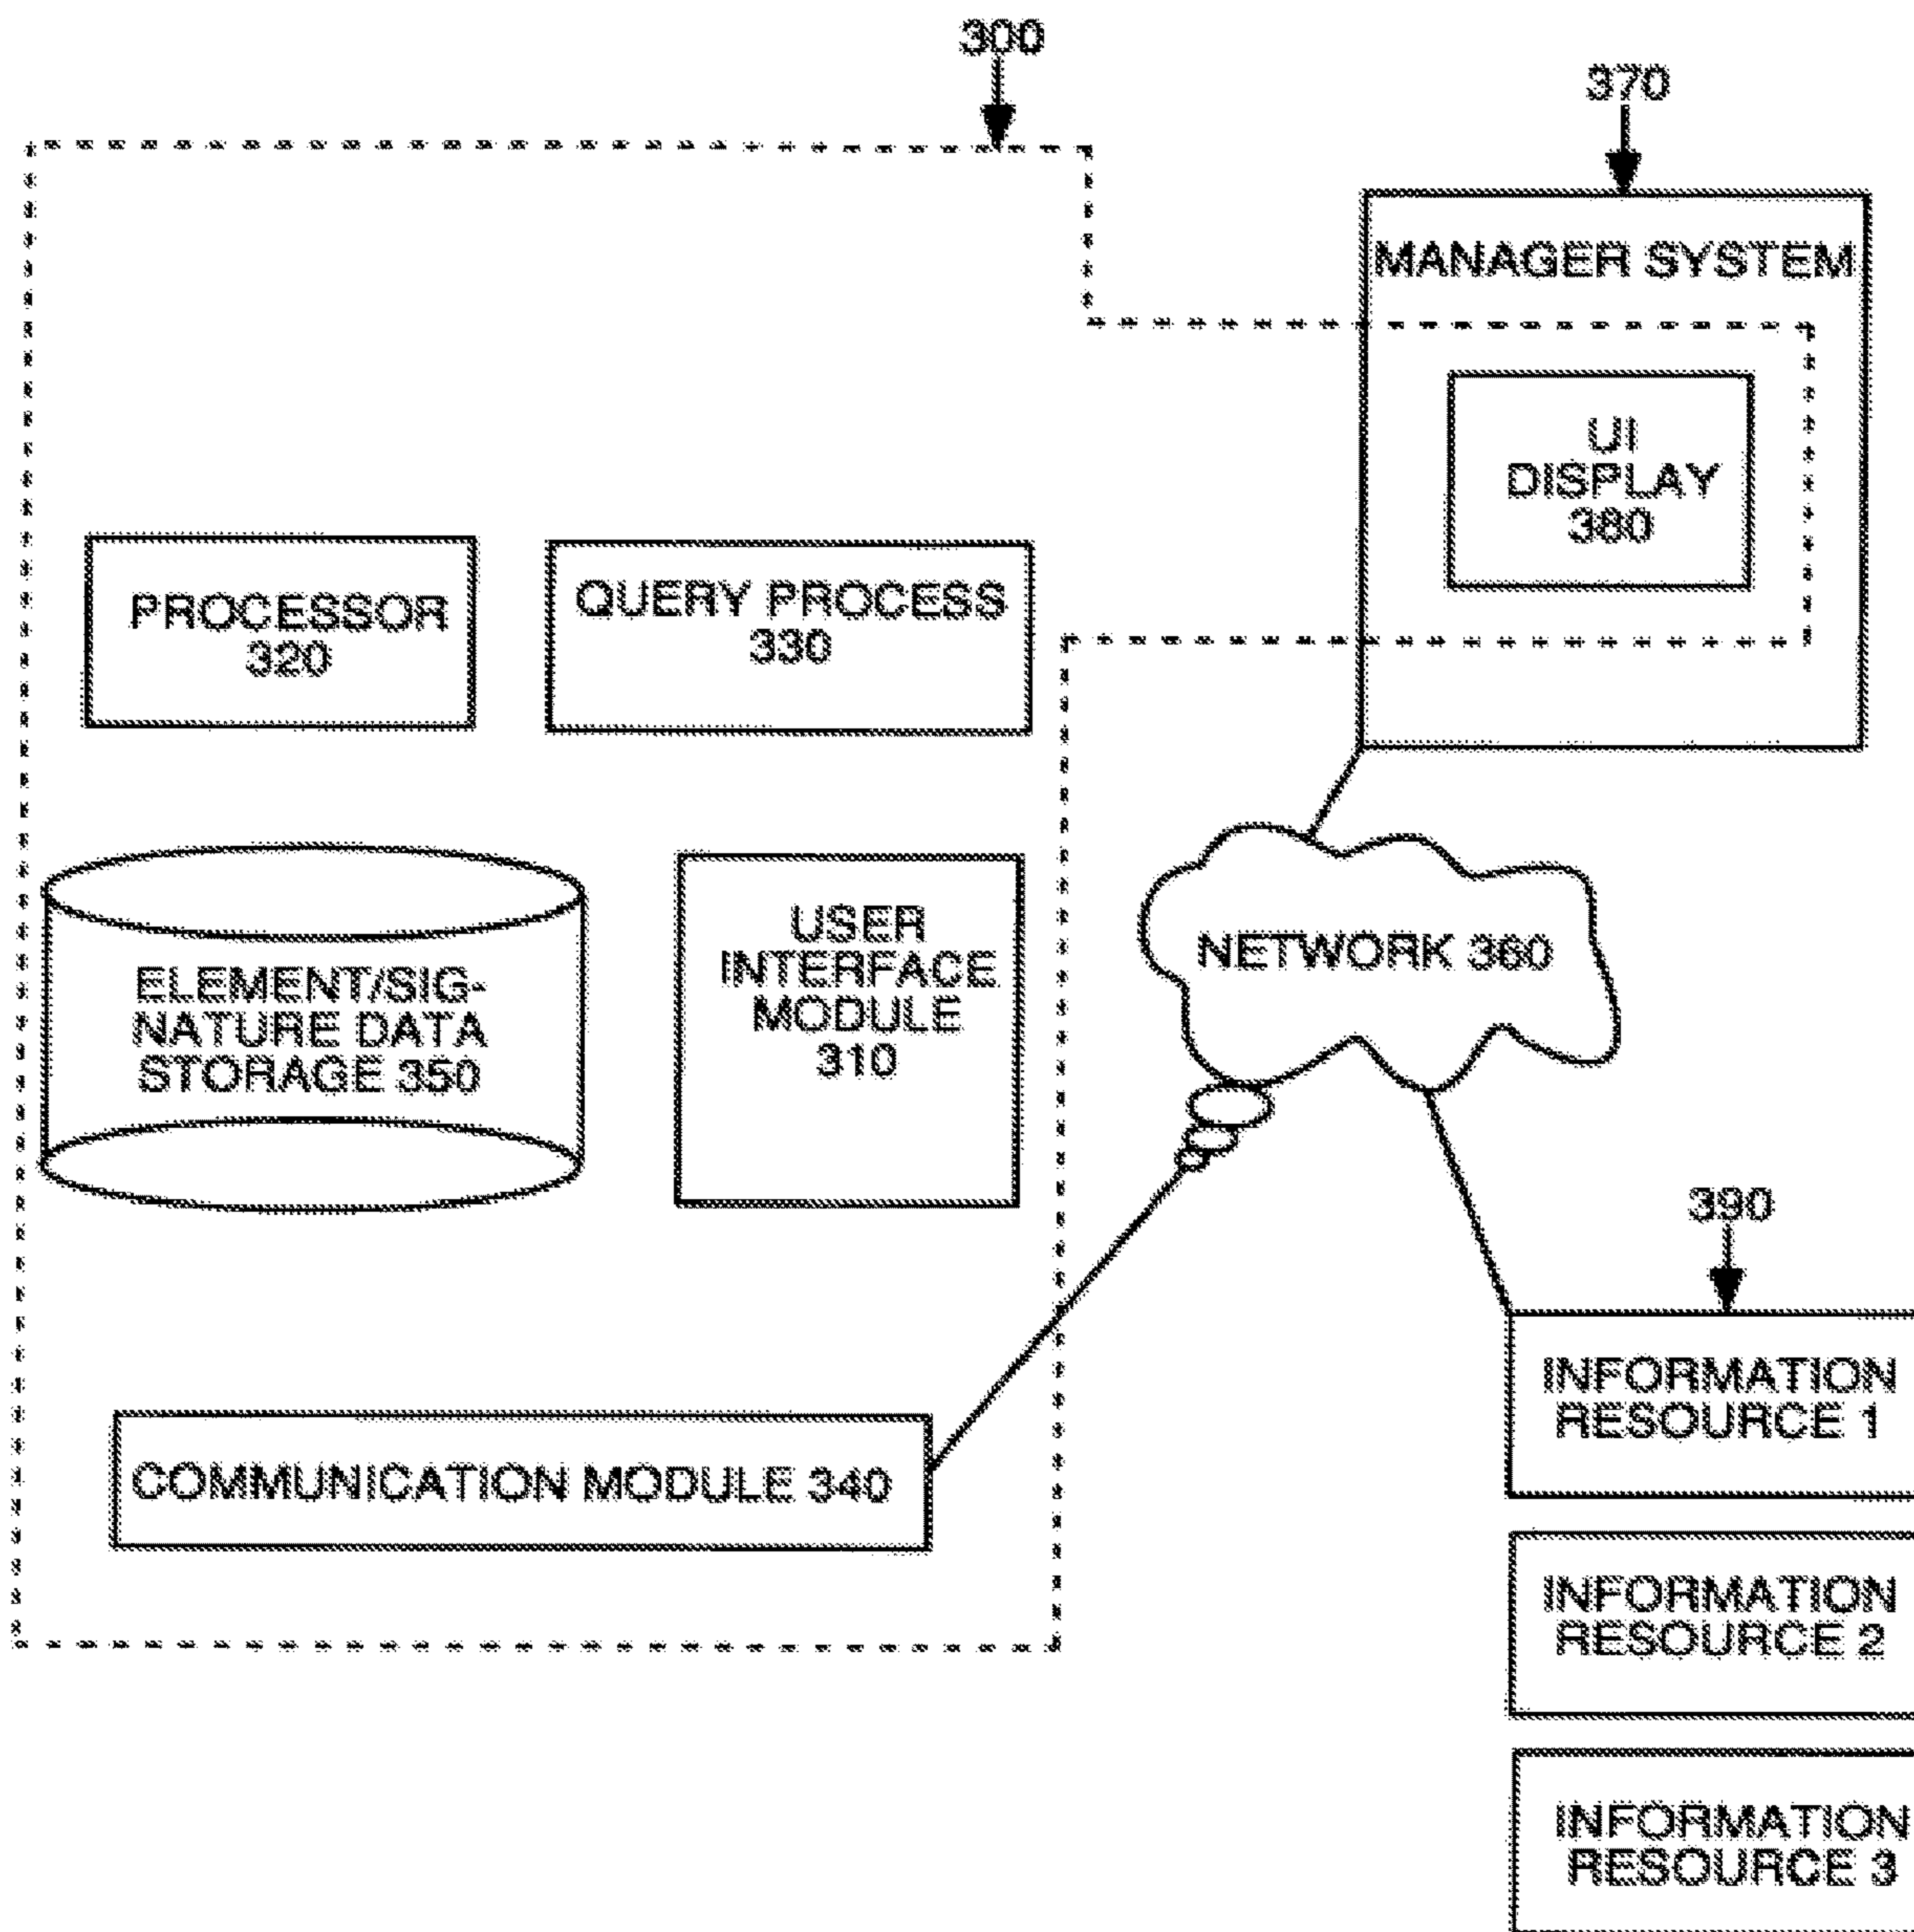 300
370
MANAGER SYSTEM
UI
DISPLAY
380
PROCESSOR
320
QUERY PROCESS
330
ELEMENT/SIG-
NATURE DATA
STORAGE 350
USER
INTERFACE
MODULE
310
NETWORK 360
390
INFORMATION
RESOURCE 1
COMMUNICATION MODULE 340
INFORMATION
RESOURCE 2
INFORMATION
RESOURCE 3